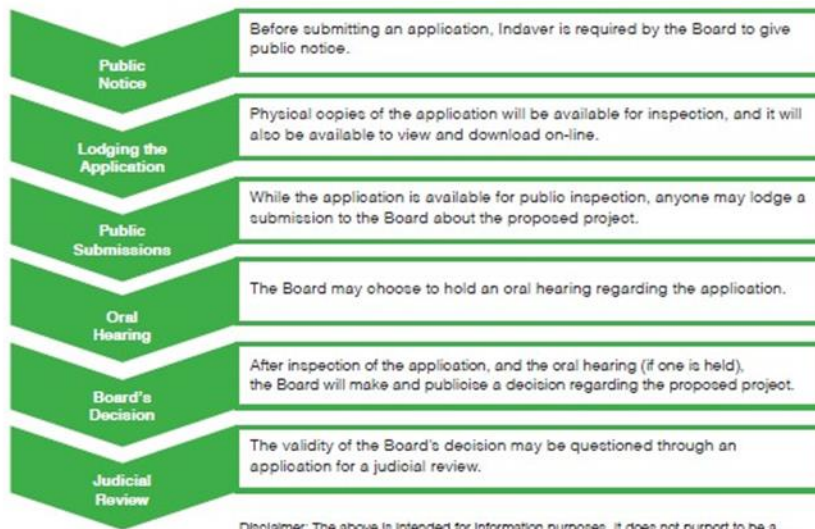 Public
Notice
Before submitting an application, Indaver is required by the Board to give
public notice.
Lodging the
Application
Physical copies of the application will be available for inspection, and it will
also be available to view and download on-line.
Public
Submissions
While the application is available for public inspection, anyone may lodge a
submission to the Board about the proposed project.
Oral
Hearing
The Board may choose to hold an oral hearing regarding the application.
Board's
Decision
After inspection of the application, and the oral hearing (if one is held),
the Board will make and publicise a decision regarding the proposed project.
Judicial
Review
The validity of the Board's decision may be questioned through an
application for a judicial review.
Disclaimer: The above is intended for information purposes. It does not purport to be a